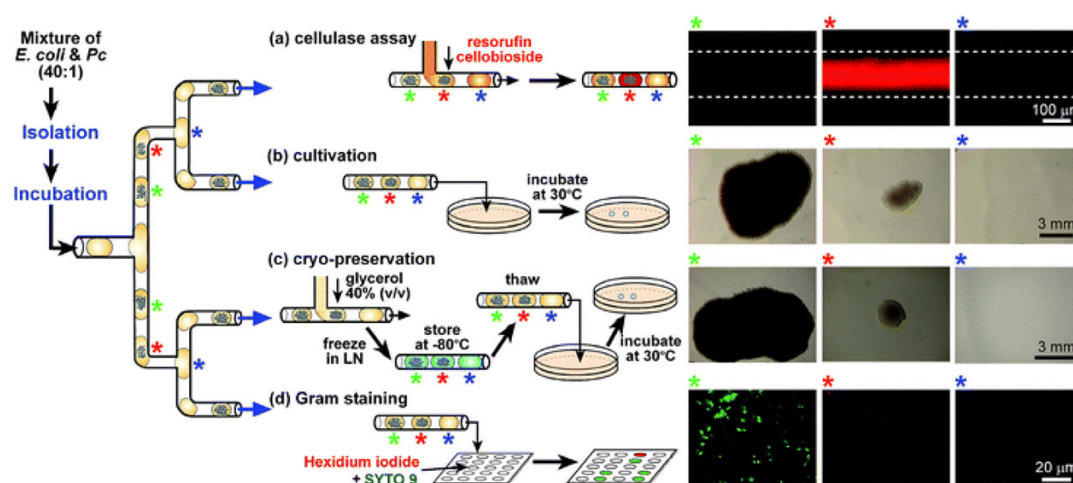 Mixture of
E. coli & Pc
(40:1)
Isolation
Incubation
(a) cellulase assay
resorufin
cellobioside
100 μm
(b) cultivation
incubate
at 30°C
3 mm
(c) cryo-preservation
glycerol
40% (v/v)
freeze
in LN
store
at -80°C
thaw
incubate
at 30°C
3 mm
(d) Gram staining
Hexidium iodide
+ SYTO 9
20 μm